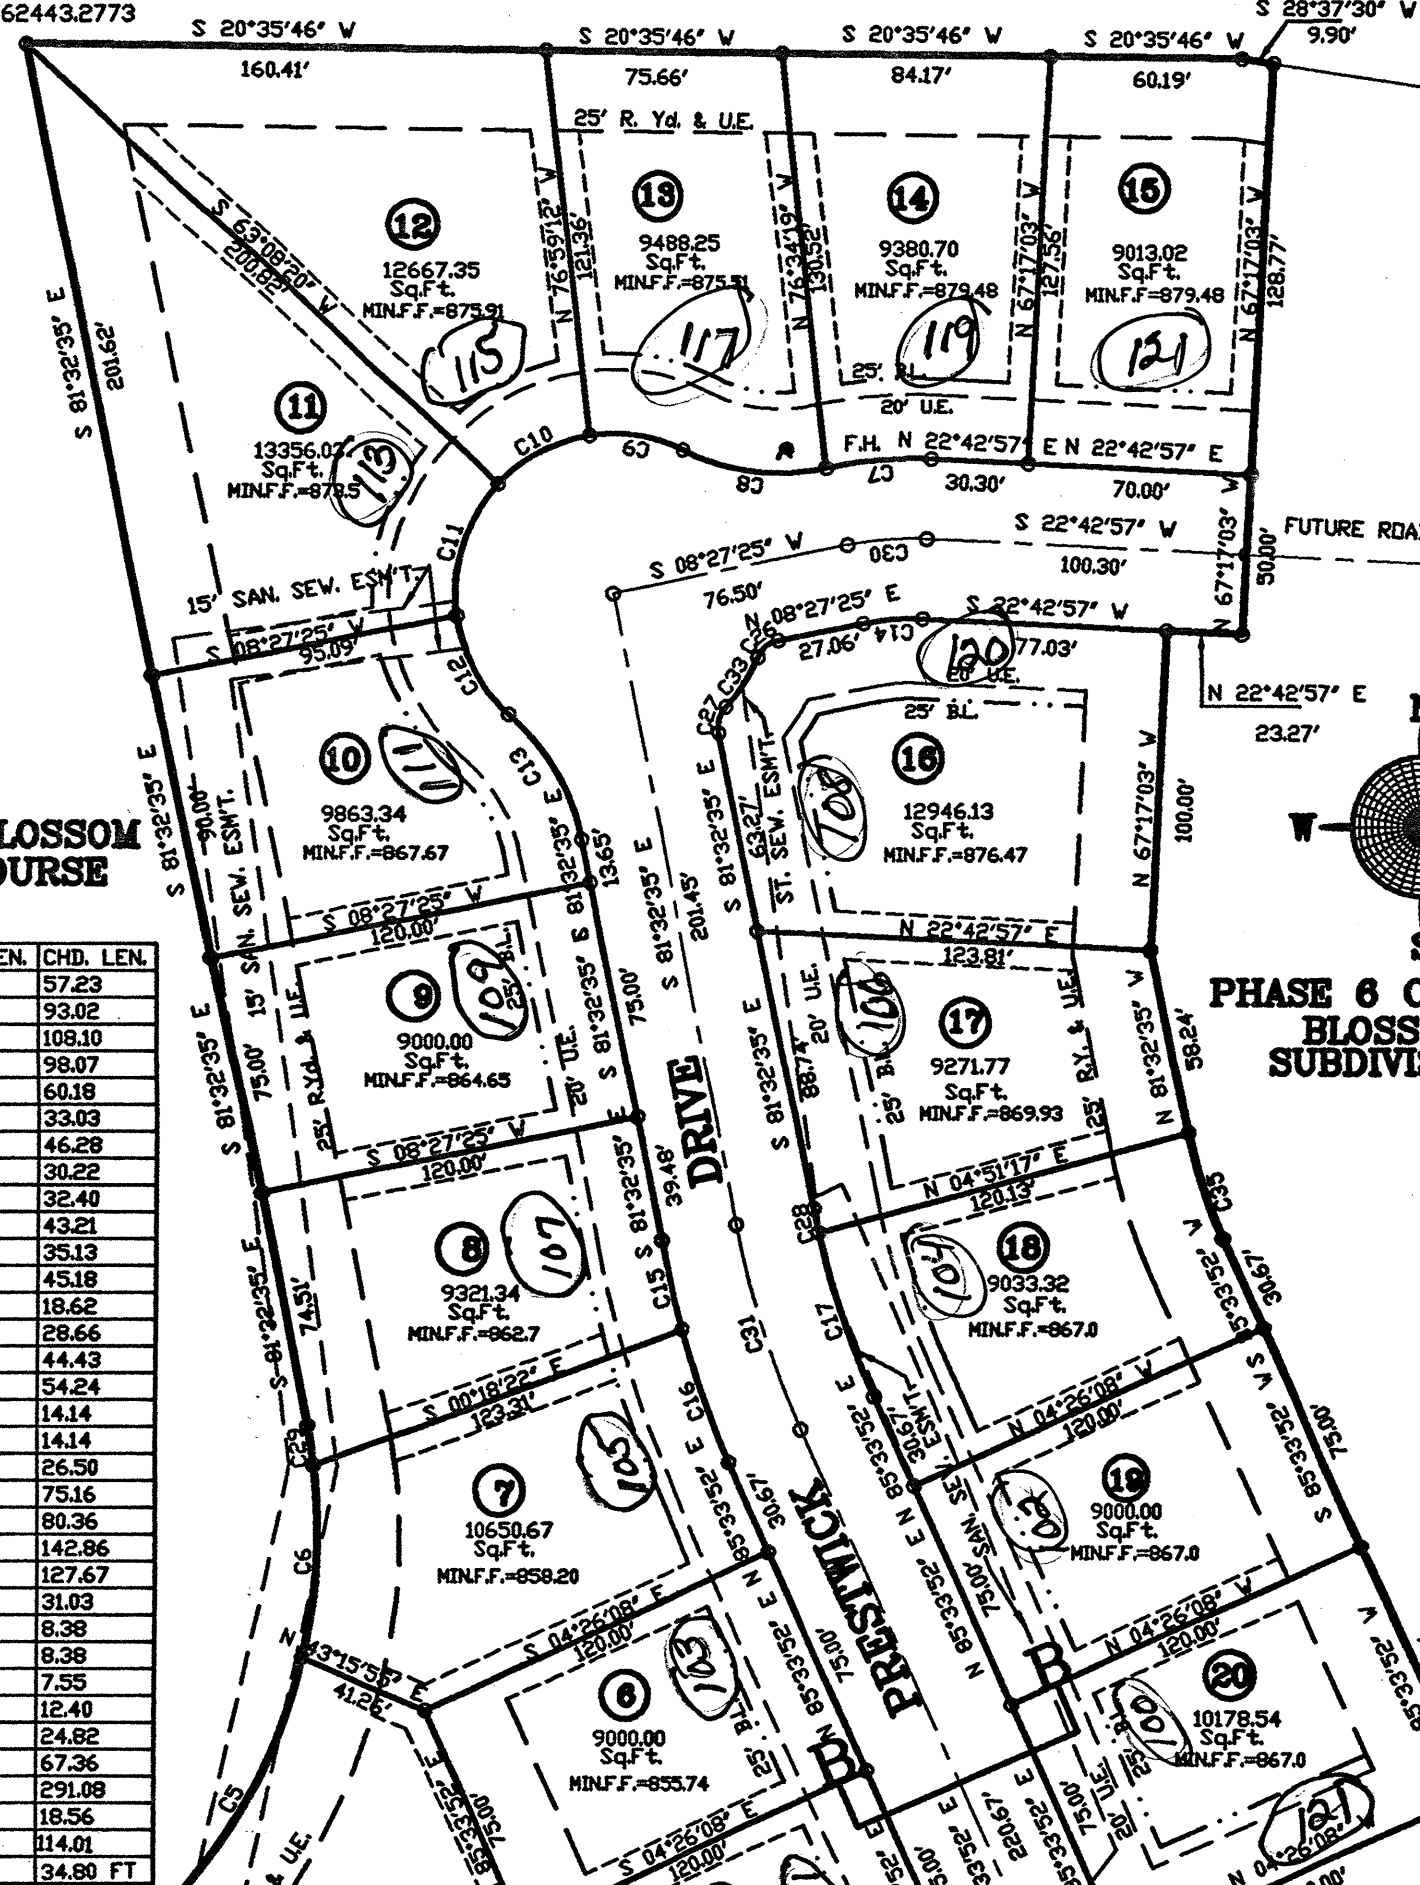 62443.2773
S 20°35'46" W
160.41'
S 20°35'46" W
75.66'
S 20°35'46" W
84.17'
S 20°35'46" W
60.19'
S 28°37'30" W
9.90'
25' R. Yd. & U.E.
12
12667.35
Sq.Ft.
MIN.F.F.=875.91
115
13
9488.25
Sq.Ft.
MIN.F.F.=875.51
117
14
9380.70
Sq.Ft.
MIN.F.F.=879.48
119
15
9013.02
Sq.Ft.
MIN.F.F.=879.48
121
S 63°08'20" W
200.82'
N 76°59'12" W
121.36'
N 76°34'19" W
130.52'
N 67°17'03" W
127.56'
N 67°17'03" W
128.77'
S 81°32'35" E
201.62'
25' B.L.
20' U.E.
11
Sq.Ft.
113
C10
C9
C8
C7
F.H.
N 22°42'57" E
30.30'
N 22°42'57" E
70.00'
C11
15' SAN. SEW. ESM'T.
S 08°27'25" W
95.09'
C12
C13
S 08°27'25" W
76.50'
C30
S 22°42'57" W
100.30'
FUTURE ROA
N 67°17'03" W
50.00'
N 08°27'25" E
27.06'
C14
S 22°42'57" W
77.03'
120
20' U.E.
25' B.L.
C26
C33
C27
N 22°42'57" E
23.27'
10
9863.34
Sq.Ft.
MIN.F.F.=867.67
111
S 81°32'35" E
90.00'
15' SAN. SEW. ESM'T.
S 81°32'35" E
13.65'
S 08°27'25" W
120.00'
16
12946.13
Sq.Ft.
MIN.F.F.=876.47
708
S 81°32'35" E
63.27'
ST. SEW. ESM'T.
N 67°17'03" W
100.00'
W
LOSSOM
OURSE
S 81°32'35" E
201.45'
N 22°42'57" E
123.81'
9
9000.00
Sq.Ft.
MIN.F.F.=864.65
109
25' B.L.
20' U.E.
S 81°32'35" E
75.00'
S 81°32'35" E
75.00'
25' R.Yd. & U.E.
S 08°27'25" W
120.00'
17
9271.77
Sq.Ft.
MIN.F.F.=869.93
106
20' U.E.
25' B.L.
S 81°32'35" E
88.74'
25' R.Y. & U.E.
N 81°32'35" W
58.24'
N 04°51'17" E
120.13'
PHASE 6 O
BLOSS
SUBDIVIS
DRIVE
8
9321.34
Sq.Ft.
MIN.F.F.=862.7
107
S 81°32'35" E
74.51'
S 81°32'35" E
39.48'
C15
S 00°18'22" E
123.31'
C28
C17
C31
18
9033.32
Sq.Ft.
MIN.F.F.=867.0
104
C35
S 85°33'52" W
30.67'
N 04°26'08" W
120.00'
C29
7
10650.67
Sq.Ft.
MIN.F.F.=858.20
105
C16
N 85°33'52" E
30.67'
S 04°26'08" E
120.00'
N 85°33'52" E
30.67'
SAN. SEW. ESM'T.
19
9000.00
Sq.Ft.
MIN.F.F.=867.0
102
S 85°33'52" W
75.00'
N 04°26'08" W
120.00'
N 85°33'52" E
75.00'
PRESTWICK
C6
N 43°15'55" E
41.26'
C5
6
9000.00
Sq.Ft.
MIN.F.F.=855.74
103
25' B.L.
N 85°33'52" E
75.00'
B
B
S 04°26'08" E
120.00'
85°33'52" E
75.00'
20
10178.54
Sq.Ft.
MIN.F.F.=867.0
100
25' B.L.
20' U.E.
85°33'52" E
75.00'
220.67'
85°33'52" W
121
N 04°26'08"
& U.E.
EN. CHD. LEN.
57.23
93.02
108.10
98.07
60.18
33.03
46.28
30.22
32.40
43.21
35.13
45.18
18.62
28.66
44.43
54.24
14.14
14.14
26.50
75.16
80.36
142.86
127.67
31.03
8.38
8.38
7.55
12.40
24.82
67.36
291.08
18.56
114.01
34.80 FT